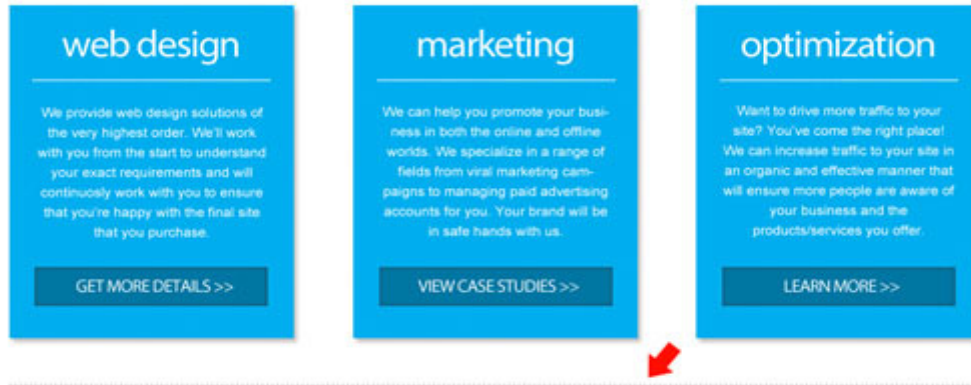 web design
We provide web design solutions of
the very highest order. We'll work
with you from the start to understand
your exact requirements and will
continuosly work with you to ensure
that you're happy with the final site
that you purchase.
GET MORE DETAILS >>
marketing
We can help you promote your busi-
ness in both the online and offline
worlds. We specialize in a range of
fields from viral marketing cam-
paigns to managing paid advertising
accounts for you. Your brand will be
in safe hands with us.
VIEW CASE STUDIES >>
optimization
Want to drive more traffic to your
site? You've come the right place!
We can increase traffic to your site in
an organic and effective manner that
will ensure more people are aware of
your business and the
products/services you offer.
LEARN MORE >>